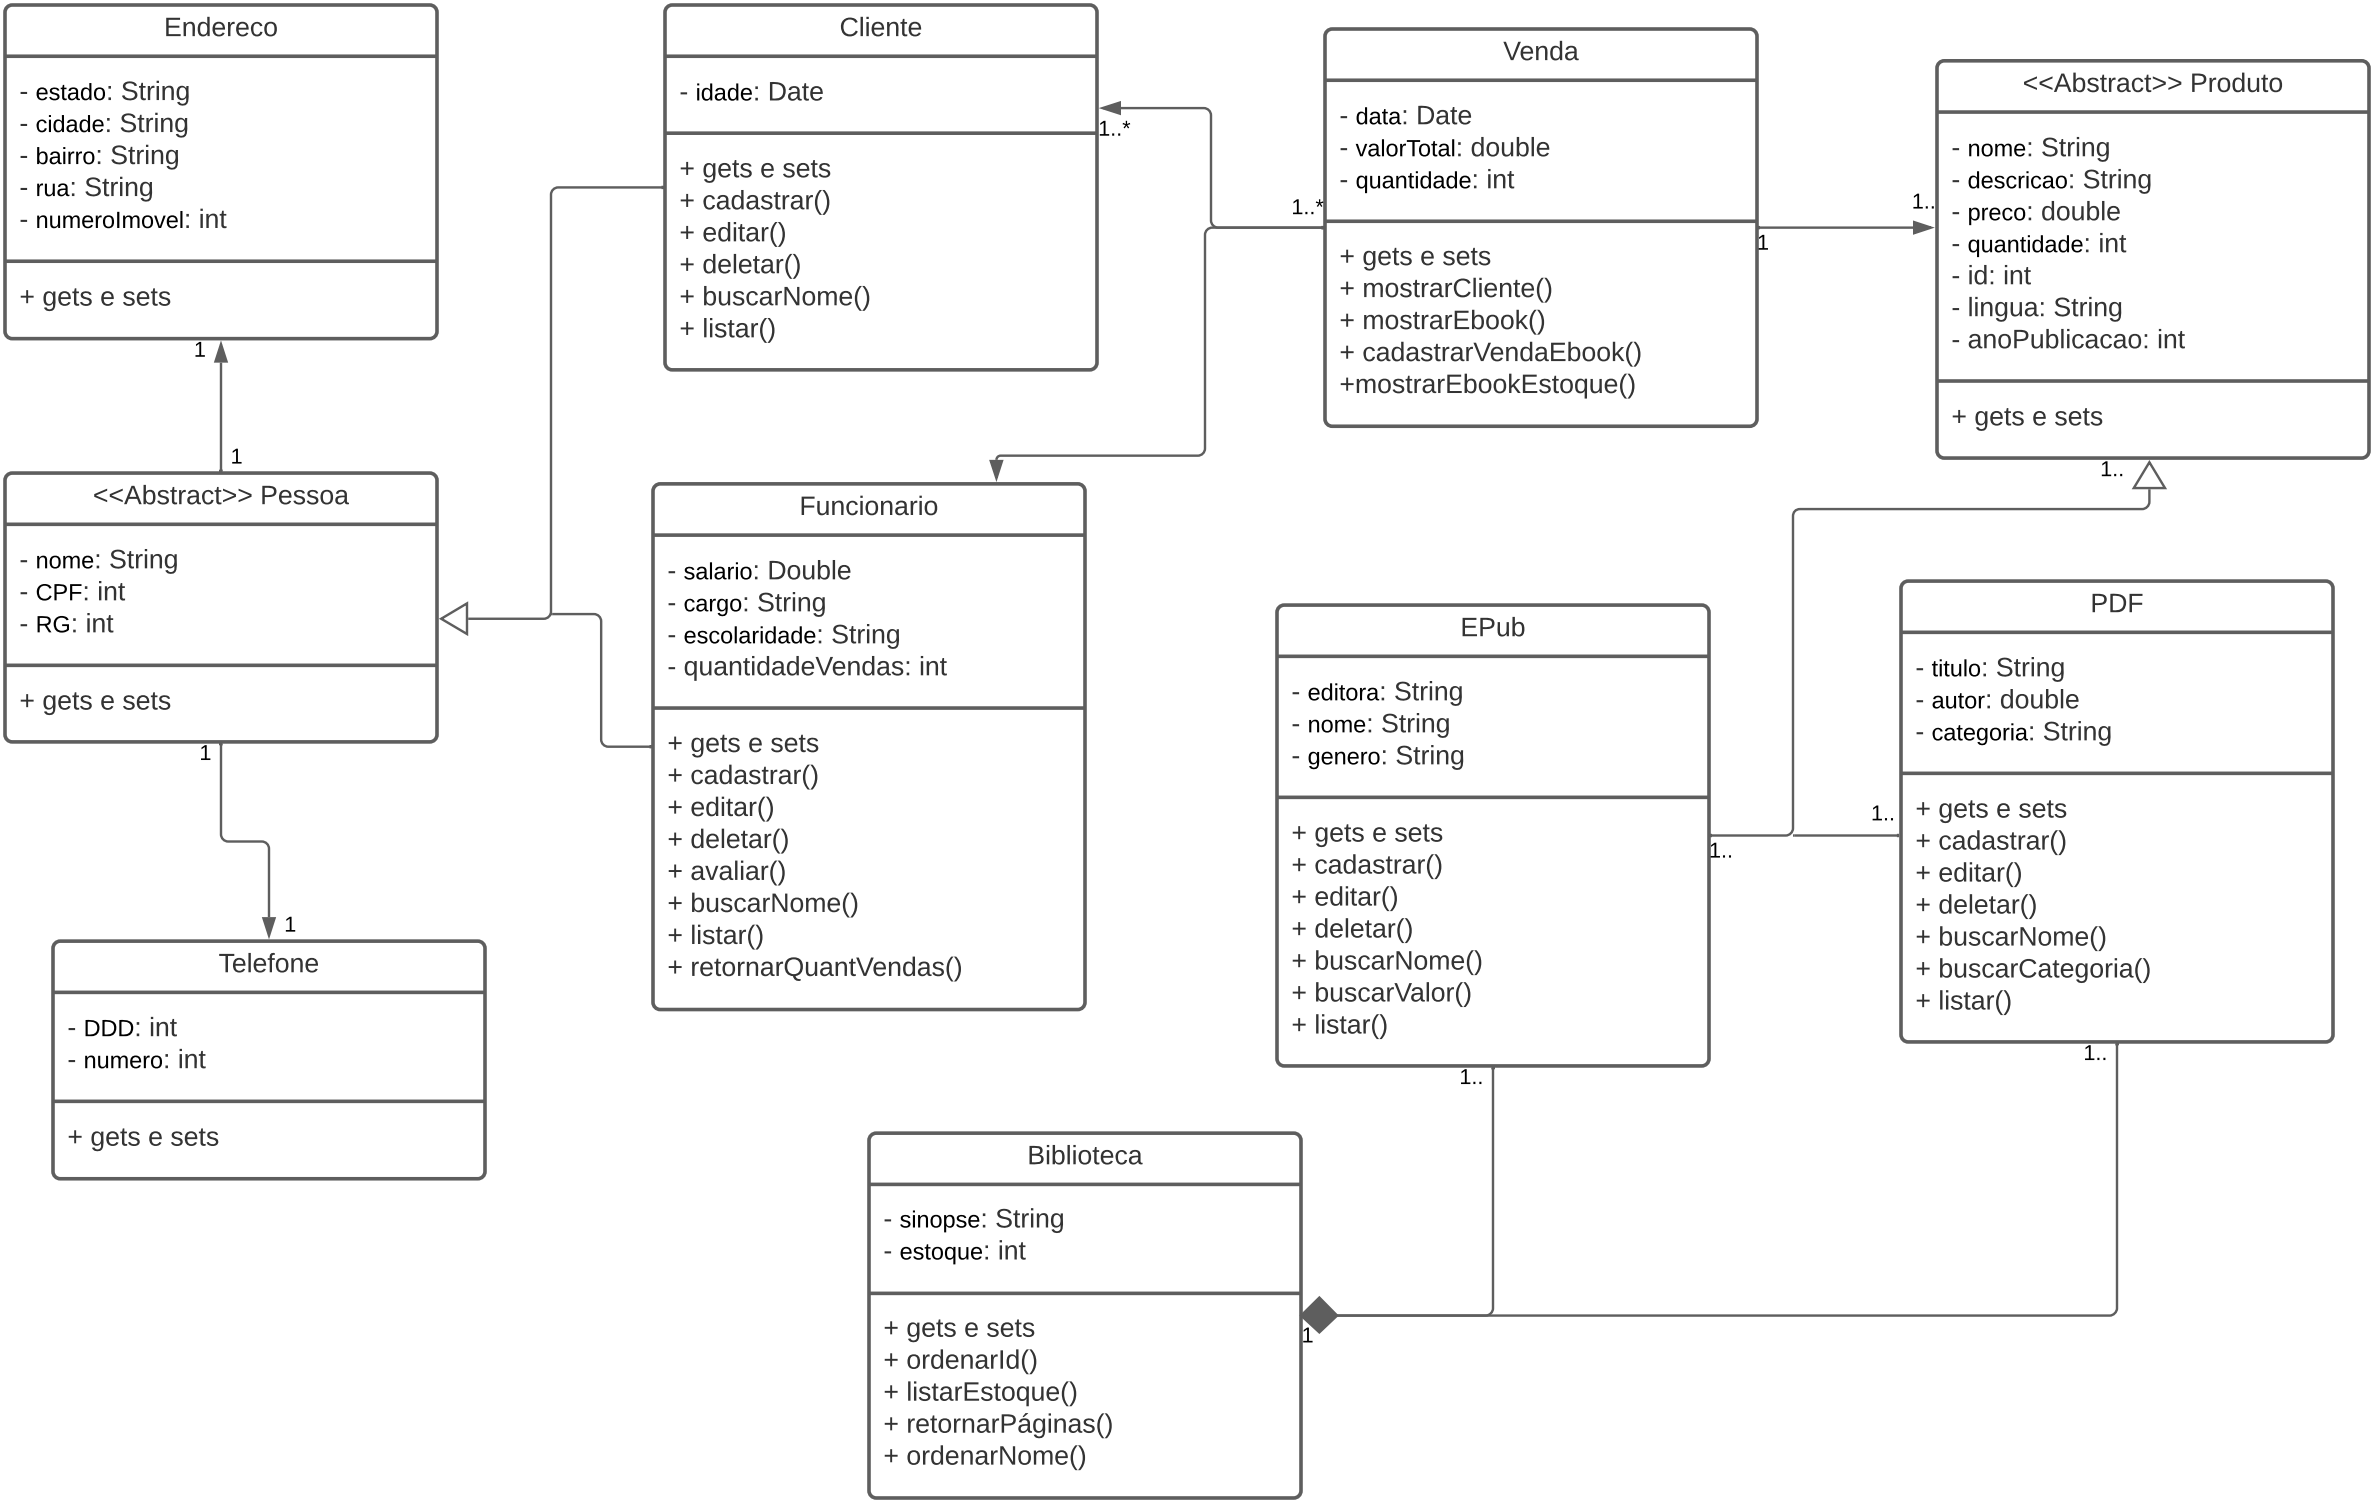 Endereco
- estado: String
- cidade: String
- bairro: String
- rua: String
- numeroImovel: int
+ gets e sets
1
1
<<Abstract>> Pessoa
- nome: String
- CPF: int
- RG: int
+ gets e sets
1
1
Telefone
- DDD: int
- numero: int
+ gets e sets
Cliente
- idade: Date
+ gets e sets
+ cadastrar()
+ editar()
+ deletar()
+ buscarNome()
+ listar()
1..*
1..*
Funcionario
- salario: Double
- cargo: String
- escolaridade: String
- quantidadeVendas: int
+ gets e sets
+ cadastrar()
+ editar()
+ deletar()
+ avaliar()
+ buscarNome()
+ listar()
+ retornarQuantVendas()
Venda
- data: Date
- valorTotal: double
- quantidade: int
+ gets e sets
+ mostrarCliente()
+ mostrarEbook()
+ cadastrarVendaEbook()
+mostrarEbookEstoque()
1
1..
<<Abstract>> Produto
- nome: String
- descricao: String
- preco: double
- quantidade: int
- id: int
- lingua: String
- anoPublicacao: int
+ gets e sets
1..
EPub
- editora: String
- nome: String
- genero: String
+ gets e sets
+ cadastrar()
+ editar()
+ deletar()
+ buscarNome()
+ buscarValor()
+ listar()
1..
1..
1..
PDF
- titulo: String
- autor: double
- categoria: String
+ gets e sets
+ cadastrar()
+ editar()
+ deletar()
+ buscarNome()
+ buscarCategoria()
+ listar()
1..
Biblioteca
- sinopse: String
- estoque: int
+ gets e sets
+ ordenarId()
+ listarEstoque()
+ retornarPáginas()
+ ordenarNome()
1